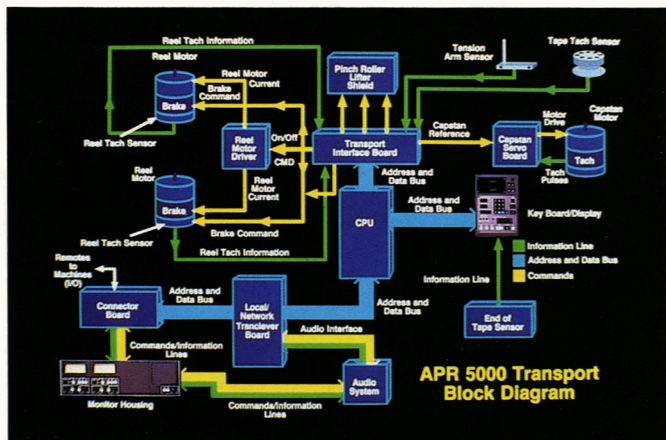 Reel Tach Information
Reel Motor
Brake
Reel Tach Sensor
Reel Motor
Current
Brake
Command
On/Off
CMD
Reel
Motor
Driver
Pinch Roller
Lifter
Shield
Tension
Arm Sensor
Tape Tach Sensor
Transport
Interface Board
Capstan
Reference
Capstan
Servo
Board
Motor
Drive
Capstan
Motor
Tach
Tach
Pulses
Reel
Motor
Brake
Reel Tach Sensor
Reel
Motor
Current
Brake Command
Reel Tach Information
Address and
Data Bus
CPU
Address and
Data Bus
Key Board/Display
Information Line
Address and Data Bus
Commands
Information Line
End of
Tape Sensor
Remotes
to
Machines
(I/O)
Connector
Board
Address and
Data Bus
Local/
Network
Tranciever
Board
Address and
Data Bus
Audio Interface
Commands/Information
Lines
Monitor Housing
Commands/Information
Lines
Audio
System
APR 5000 Transport
Block Diagram